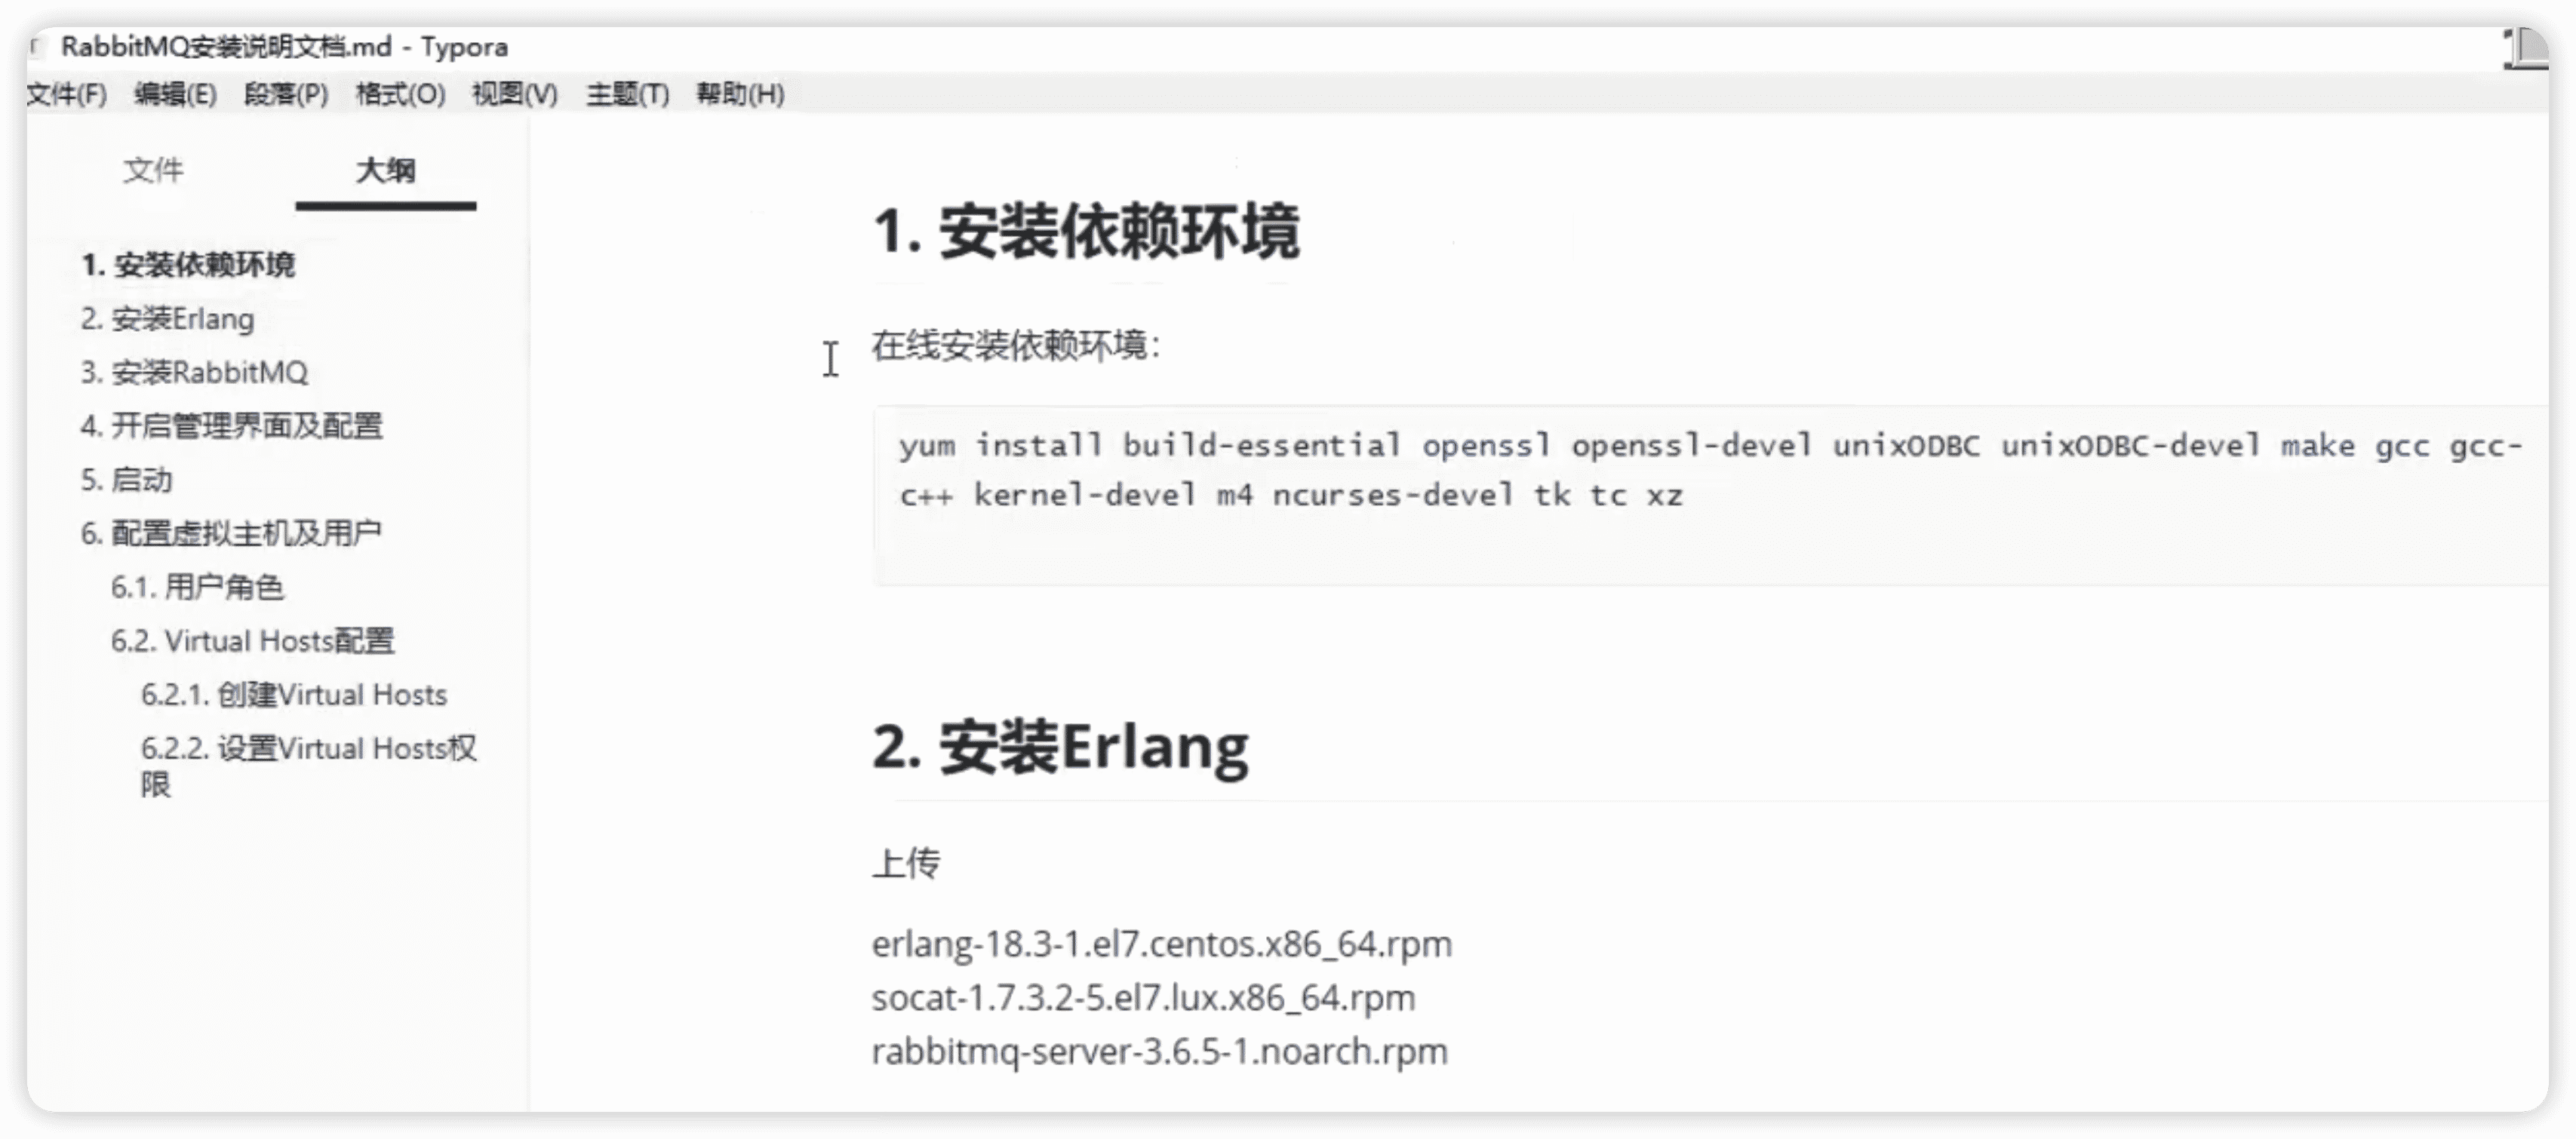 RabbitMQ安装说明文档.md - Typora
文件(F) 编辑(E) 段落(P) 格式(O) 视图(V) 主题(T) 帮助(H)
文件 大纲
1. 安装依赖环境
2. 安装Erlang
3. 安装RabbitMQ
4. 开启管理界面及配置
5. 启动
6. 配置虚拟主机及用户
6.1. 用户角色
6.2. Virtual Hosts配置
6.2.1. 创建Virtual Hosts
6.2.2. 设置Virtual Hosts权
限
1. 安装依赖环境
在线安装依赖环境：
yum install build-essential openssl openssl-devel unixODBC unixODBC-devel make gcc gcc-
c++ kernel-devel m4 ncurses-devel tk tc xz
2. 安装Erlang
上传
erlang-18.3-1.el7.centos.x86_64.rpm
socat-1.7.3.2-5.el7.lux.x86_64.rpm
rabbitmq-server-3.6.5-1.noarch.rpm